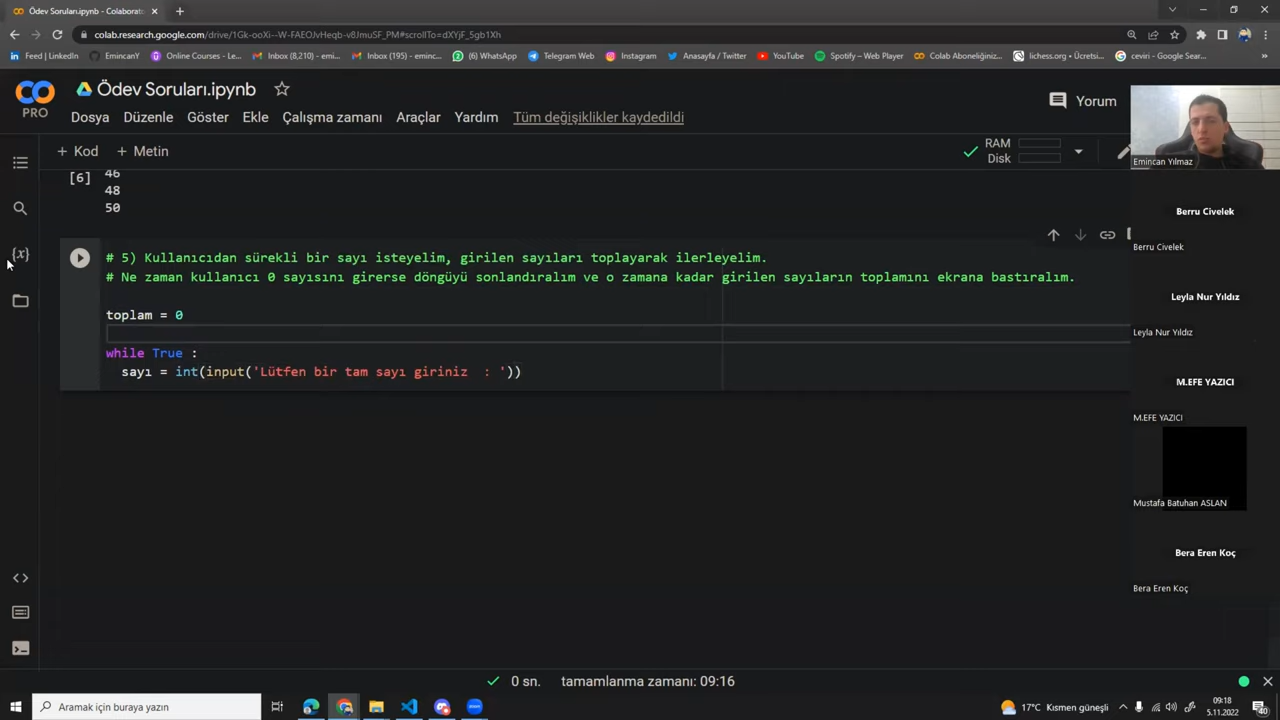 Ödev Soruları.ipynb - Colaborato
colab.research.google.com/drive/1Gk-ooXi--W-FAEOJvHeqb-v8JmuSF_PM#scrollTo=dXYjF_5gb1Xh
Feed | LinkedIn
EmincanY
Online Courses - Le...
Inbox (8,210) - emi...
Inbox (195) - eminc...
(6) WhatsApp
Telegram Web
Instagram
Anasayfa / Twitter
YouTube
Spotify – Web Player
Colab Aboneliğiniz...
lichess.org • Ücretsi...
çeviri - Google Sear...
PRO
Ödev Soruları.ipynb
Yorum
Dosya Düzenle Göster Ekle Çalışma zamanı Araçlar Yardım Tüm değişiklikler kaydedildi
+ Kod + Metin
RAM
Disk
{x}
[6] 46
48
50
# 5) Kullanıcıdan sürekli bir sayı isteyelim, girilen sayıları toplayarak ilerleyelim.
# Ne zaman kullanıcı 0 sayısını girerse döngüyü sonlandıralım ve o zamana kadar girilen sayıların toplamını ekrana bastıralım.
toplam = 0
while True :
sayı = int(input('Lütfen bir tam sayı giriniz  : '))
Emincan Yılmaz
Berru Civelek
Berru Civelek
Leyla Nur Yıldız
Leyla Nur Yıldız
M.EFE YAZICI
M.EFE YAZICI
Mustafa Batuhan ASLAN
Bera Eren Koç
Bera Eren Koç
0 sn. tamamlanma zamanı: 09:16
Aramak için buraya yazın
17°C Kısmen güneşli
09:18
5.11.2022
40